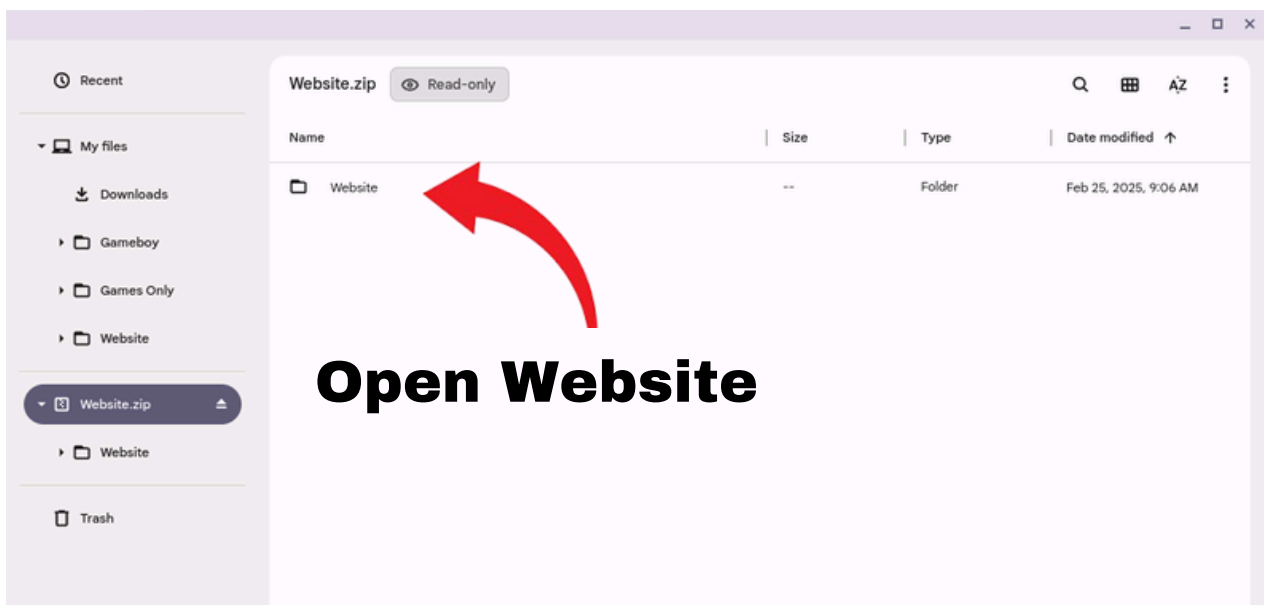 Recent
My files
Downloads
Gameboy
Games Only
Website
Website.zip
Website
Trash
Website.zip Read-only
AZ
Name Size Type Date modified
Website -- Folder Feb 25, 2025, 9:06 AM
Open Website